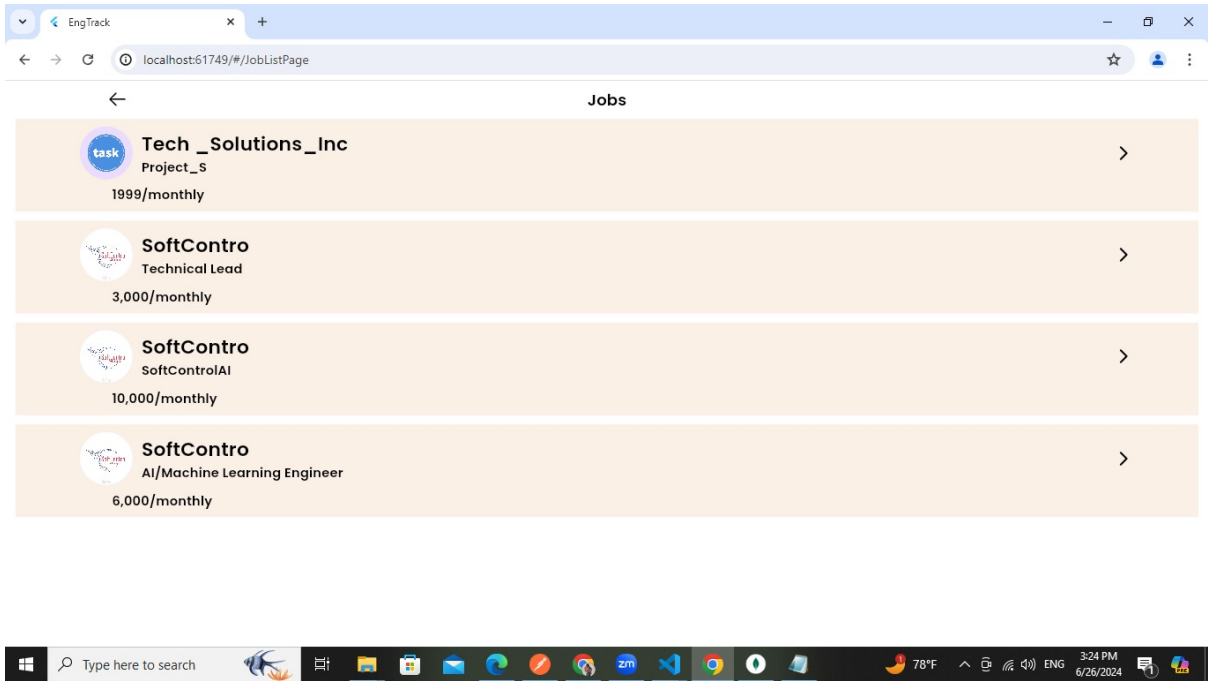 EngTrack
localhost:61749/#/JobListPage
Jobs
task
Tech _Solutions_Inc
Project_S
1999/monthly
SoftContro
Technical Lead
3,000/monthly
SoftContro
SoftControlAI
10,000/monthly
SoftContro
AI/Machine Learning Engineer
6,000/monthly
Type here to search
zm
78°F
ENG
3:24 PM
6/26/2024
1